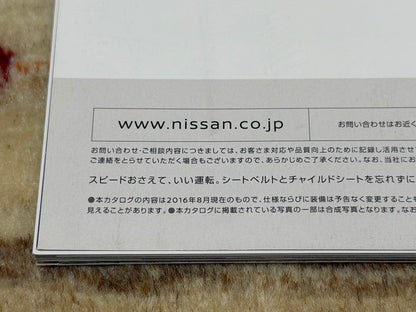 www.nissan.co.jp
お問い合わせはお近く
お問い合わせ・ご相談内容につきましては、お客さま対応や品質向上のために記録し活用させ
ご連絡をとらせていただく場合もございますので、あらかじめご了承ください。なお、当社にお
スピードおさえて、いい運転。シートベルトとチャイルドシートを忘れずに
●本カタログの内容は2016年8月現在のもので、仕様ならびに装備は予告なく変更することも
見えることがあります。●本カタログに掲載されている写真の一部は合成写真となります。なお